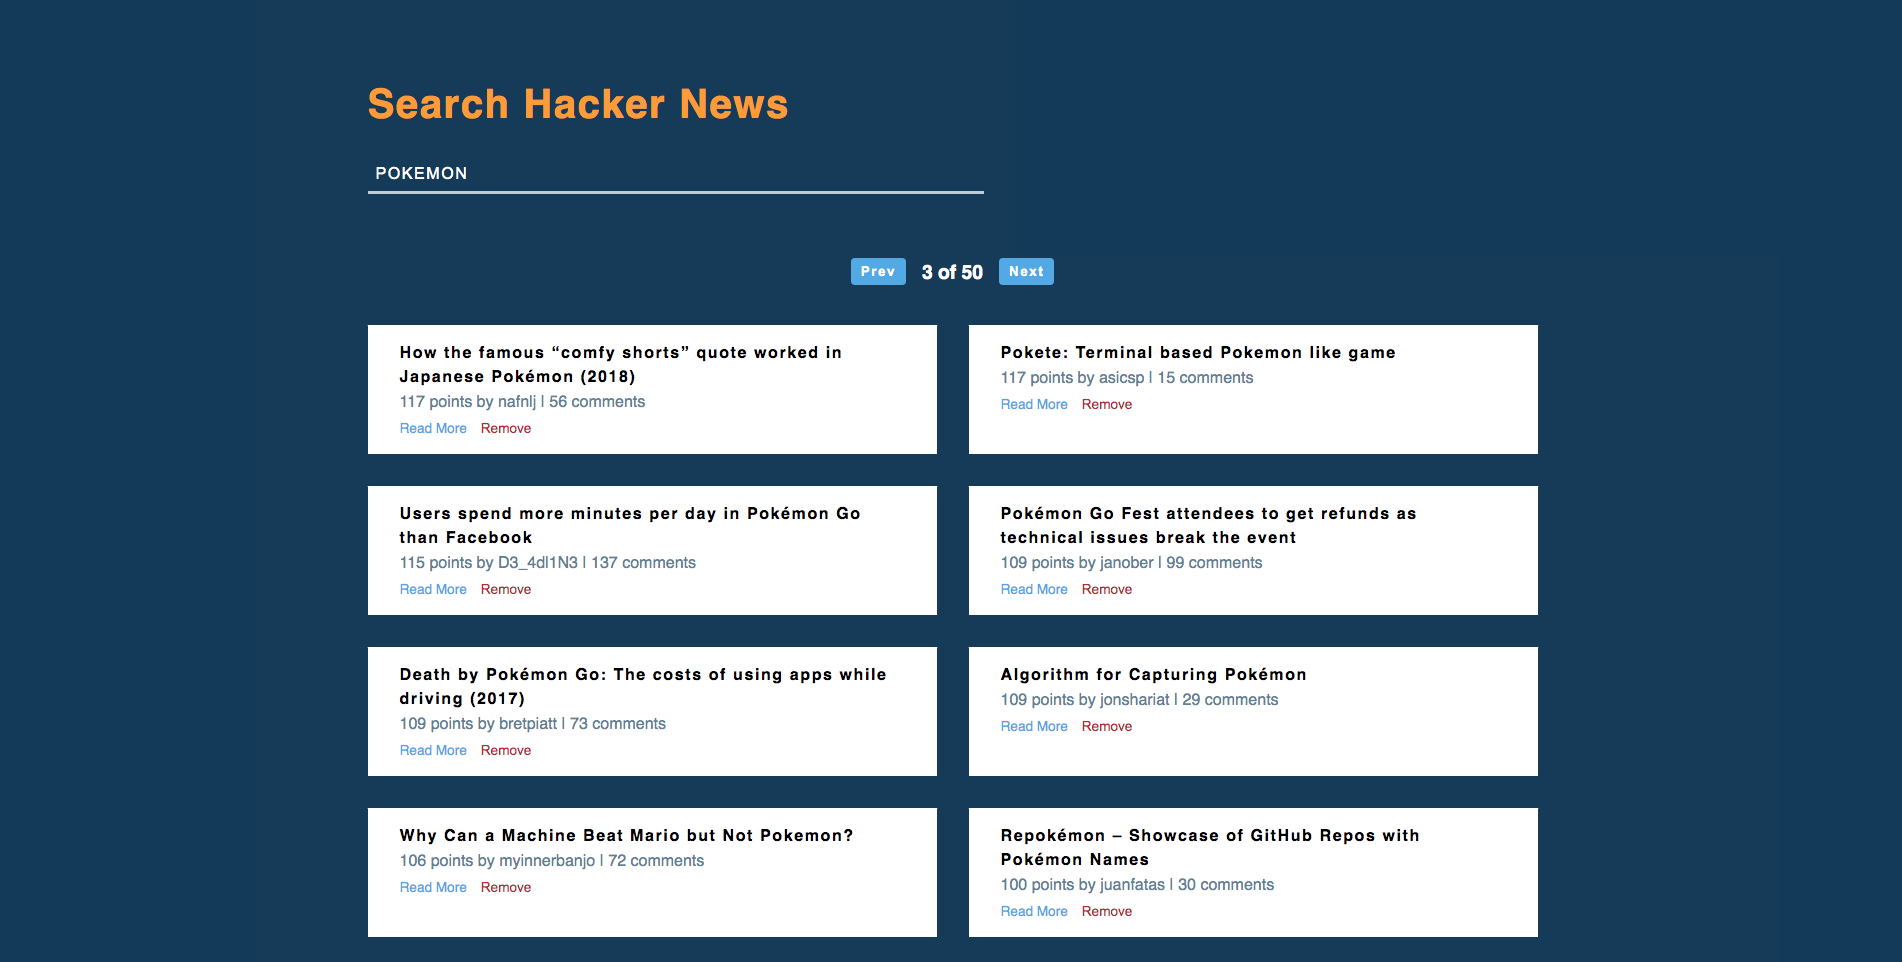 Search Hacker News
POKEMON
Prev 3 of 50 Next
How the famous “comfy shorts” quote worked in
Japanese Pokémon (2018)
117 points by nafnlj | 56 comments
Read More Remove
Pokete: Terminal based Pokemon like game
117 points by asicsp | 15 comments
Read More Remove
Users spend more minutes per day in Pokémon Go
than Facebook
115 points by D3_4dl1N3 | 137 comments
Read More Remove
Pokémon Go Fest attendees to get refunds as
technical issues break the event
109 points by janober | 99 comments
Read More Remove
Death by Pokémon Go: The costs of using apps while
driving (2017)
109 points by bretpiatt | 73 comments
Read More Remove
Algorithm for Capturing Pokémon
109 points by jonshariat | 29 comments
Read More Remove
Why Can a Machine Beat Mario but Not Pokemon?
106 points by myinnerbanjo | 72 comments
Read More Remove
Repokémon – Showcase of GitHub Repos with
Pokémon Names
100 points by juanfatas | 30 comments
Read More Remove